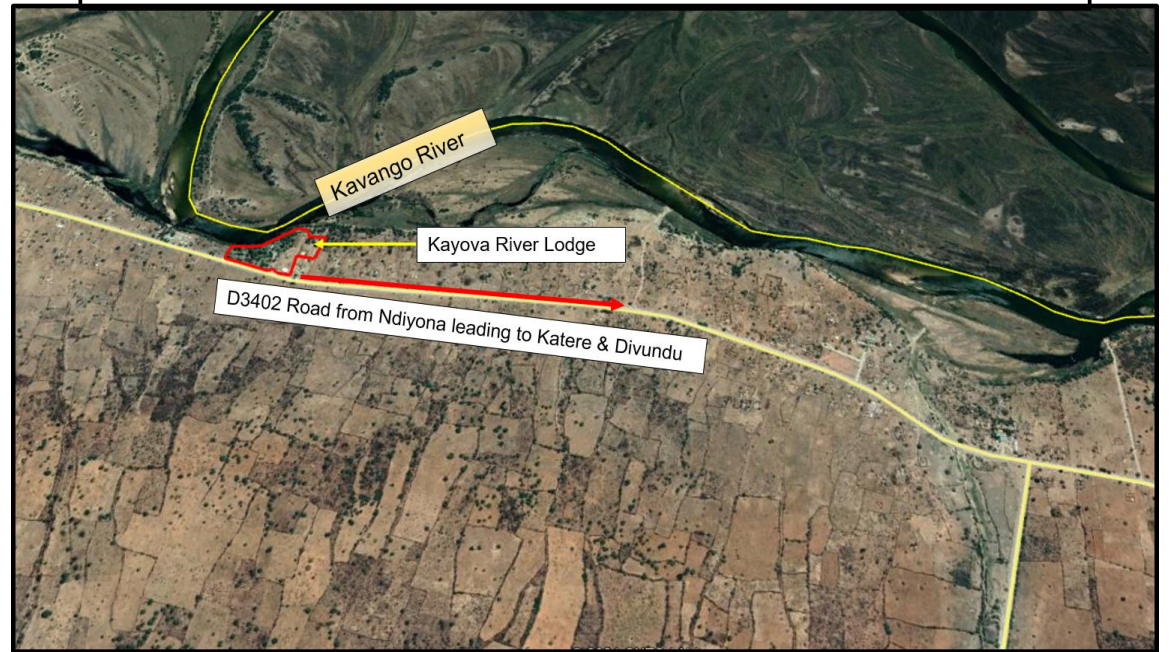 Kavango River
Kayova River Lodge
D3402 Road from Ndiyona leading to Katere & Divundu